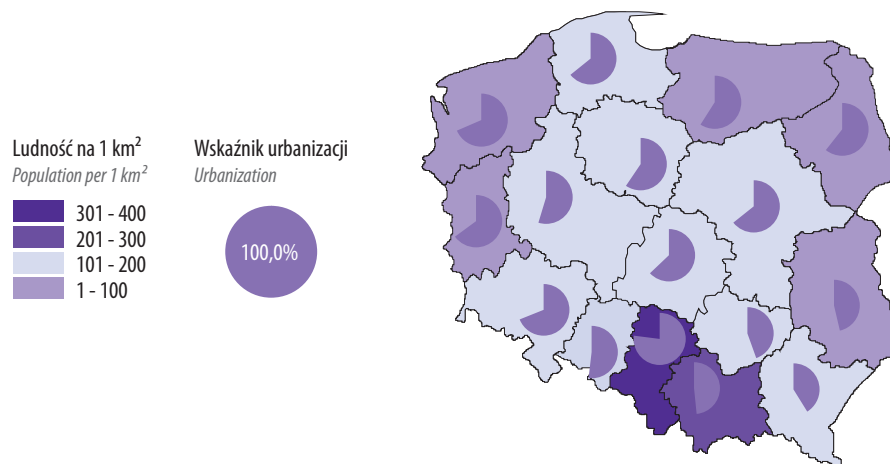 Ludność na 1 km²
Population per 1 km²
301 - 400
201 - 300
101 - 200
1 - 100
Wskaźnik urbanizacji
Urbanization
100,0%